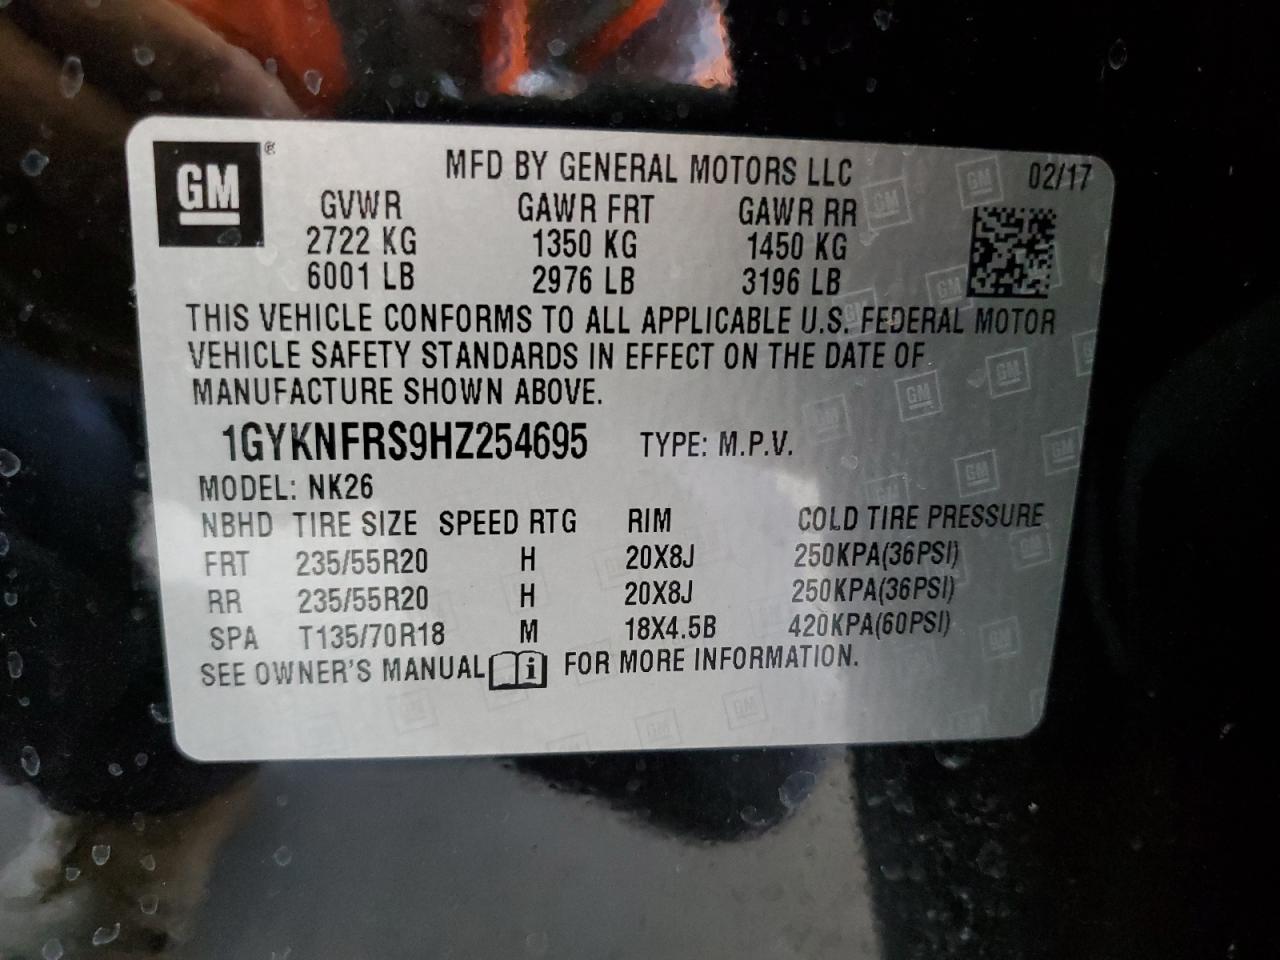 GM ® MFD BY GENERAL MOTORS LLC 02/17
GVWR GAWR FRT GAWR RR
2722 KG 1350 KG 1450 KG
6001 LB 2976 LB 3196 LB
THIS VEHICLE CONFORMS TO ALL APPLICABLE U.S. FEDERAL MOTOR
VEHICLE SAFETY STANDARDS IN EFFECT ON THE DATE OF
MANUFACTURE SHOWN ABOVE.
1GYKNFRS9HZ254695 TYPE: M.P.V.
MODEL: NK26
NBHD TIRE SIZE SPEED RTG RIM COLD TIRE PRESSURE
FRT 235/55R20 H 20X8J 250KPA(36PSI)
RR 235/55R20 H 20X8J 250KPA(36PSI)
SPA T135/70R18 M 18X4.5B 420KPA(60PSI)
SEE OWNER'S MANUAL i FOR MORE INFORMATION.